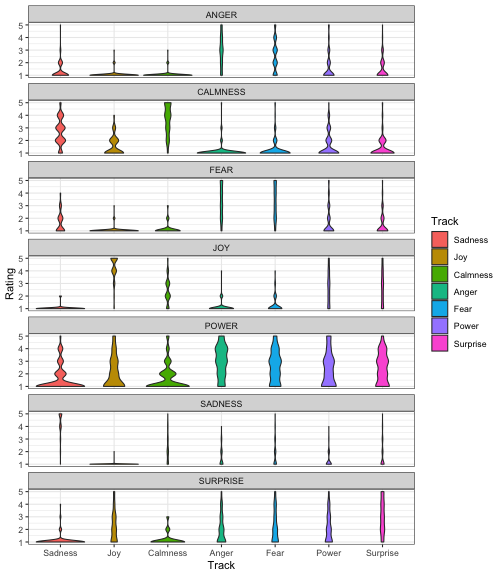 ANGER
5
4
3
2
1
CALMNESS
5
4
3
2
1
FEAR
5
4
3
2
1
JOY
5
4
3
2
1
POWER
5
4
3
2
1
SADNESS
5
4
3
2
1
SURPRISE
5
4
3
2
1
Rating
Sadness Joy Calmness Anger Fear Power Surprise
Track
Track
Sadness
Joy
Calmness
Anger
Fear
Power
Surprise